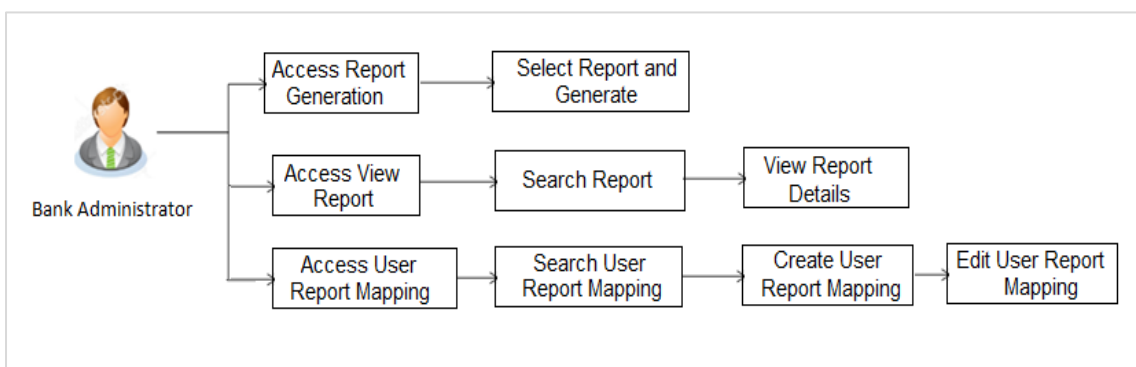 Access Report
Generation
Select Report and
Generate
Bank Administrator
Access View
Report
Search Report
View Report
Details
Access User
Report Mapping
Search User
Report Mapping
Create User
Report Mapping
Edit User Report
Mapping